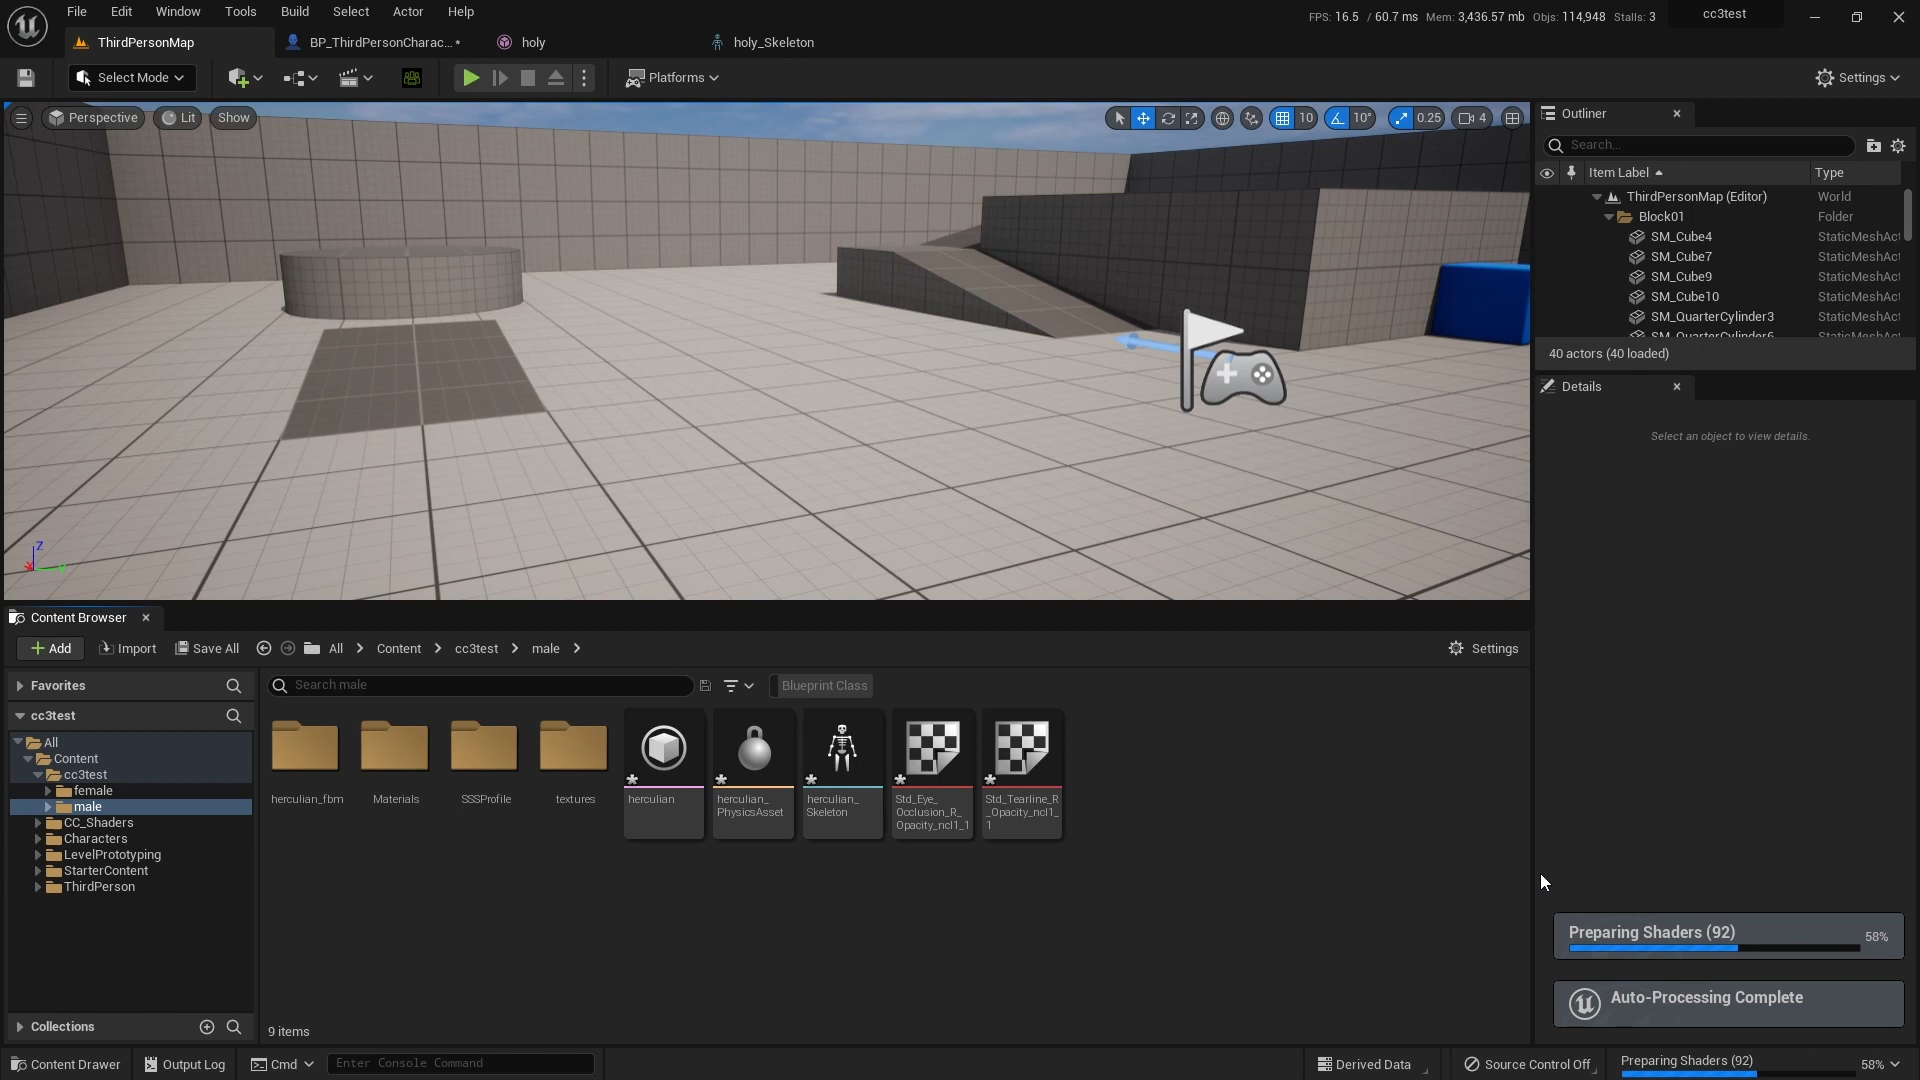 File Edit Window Tools Build Select Actor Help
FPS: 16.5 / 60.7 ms Mem: 3,436.57 mb Objs: 114,948 Stalls: 3
cc3test
ThirdPersonMap
BP_ThirdPersonCharac... *
holy
holy_Skeleton
Select Mode
Platforms
Settings
Perspective
Lit
Show
10
10°
0.25
4
Z
Outliner
Search...
Item Label
Type
ThirdPersonMap (Editor) World
Block01 Folder
SM_Cube4 StaticMeshAct
SM_Cube7 StaticMeshAct
SM_Cube9 StaticMeshAct
SM_Cube10 StaticMeshAct
SM_QuarterCylinder3 StaticMeshAct
40 actors (40 loaded)
Details
Select an object to view details.
Content Browser
Add
Import
Save All
All
Content
cc3test
male
Settings
Favorites
cc3test
All
Content
cc3test
female
male
CC_Shaders
Characters
LevelPrototyping
StarterContent
ThirdPerson
Collections
Search male
Blueprint Class
herculian_fbm
Materials
SSSProfile
textures
herculian
herculian_
PhysicsAsset
herculian_
Skeleton
Std_Eye_
Occlusion_R_
Opacity_ncl1_1
Std_Tearline_R
_Opacity_ncl1_
1
9 items
Preparing Shaders (92)
58%
Auto-Processing Complete
Content Drawer
Output Log
Cmd
Enter Console Command
Derived Data
Source Control Off
Preparing Shaders (92)
58%